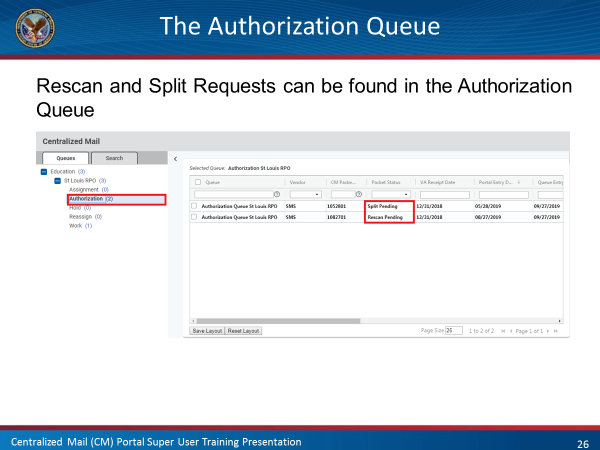 The Authorization Queue
Rescan and Split Requests can be found in the Authorization
Queue
Centralized Mail
Queues Search
Education (3)
St Louis RPO (3)
Assignment (0)
Authorization (2)
Hold (0)
Reassign (0)
Work (1)
Selected Queue: Authorization St Louis RPO
Queue Vendor CM Packe... Packet Status VA Receipt Date Portal Entry D... Queue Entry
Authorization Queue St Louis RPO SMS 1052801 Split Pending 12/31/2018 05/28/2019 09/27/2019
Authorization Queue St Louis RPO SMS 1082701 Rescan Pending 12/31/2018 08/27/2019 09/27/2019
Save Layout Reset Layout Page Size 25 1 to 2 of 2 Page 1 of 1
Centralized Mail (CM) Portal Super User Training Presentation
26